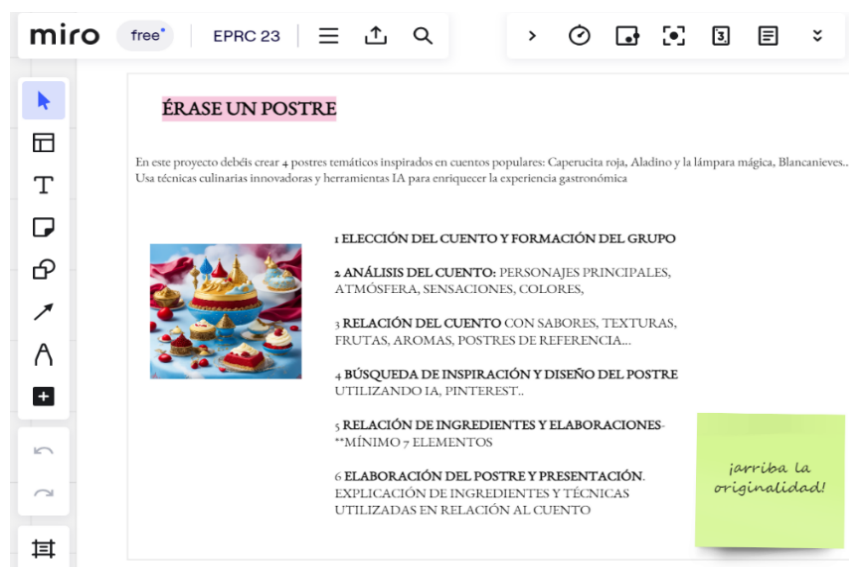 miro free EPRC 23
3
ÉRASE UN POSTRE
En este proyecto debéis crear 4 postres temáticos inspirados en cuentos populares: Caperucita roja, Aladino y la lámpara mágica, Blancanieves..
Usa técnicas culinarias innovadoras y herramientas IA para enriquecer la experiencia gastronómica
1 ELECCIÓN DEL CUENTO Y FORMACIÓN DEL GRUPO
2 ANÁLISIS DEL CUENTO: PERSONAJES PRINCIPALES,
ATMÓSFERA, SENSACIONES, COLORES,
3 RELACIÓN DEL CUENTO CON SABORES, TEXTURAS,
FRUTAS, AROMAS, POSTRES DE REFERENCIA...
4 BÚSQUEDA DE INSPIRACIÓN Y DISEÑO DEL POSTRE
UTILIZANDO IA, PINTEREST..
5 RELACIÓN DE INGREDIENTES Y ELABORACIONES-
**MÍNIMO 7 ELEMENTOS
6 ELABORACIÓN DEL POSTRE Y PRESENTACIÓN.
EXPLICACIÓN DE INGREDIENTES Y TÉCNICAS
UTILIZADAS EN RELACIÓN AL CUENTO
¡arriba la
originalidad!